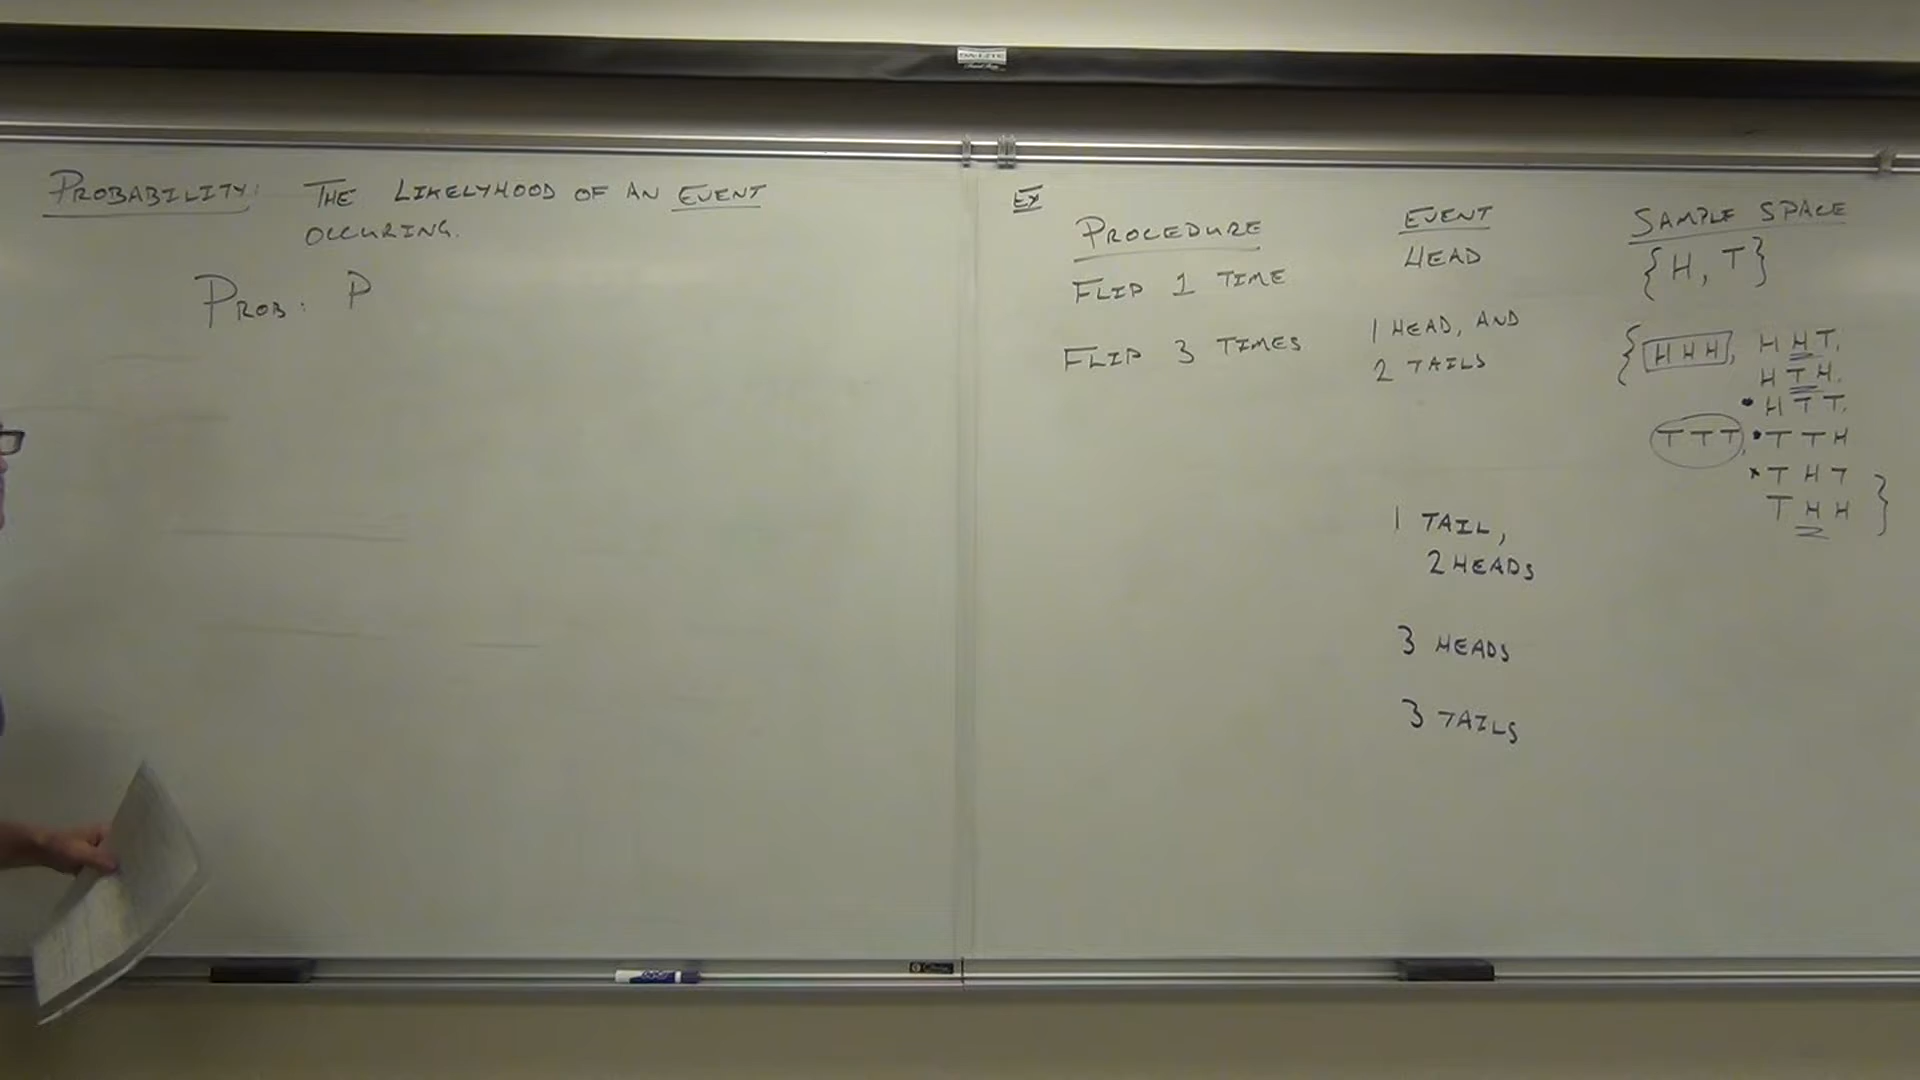 DA-LITE
PROBABILITY: THE LIKELYHOOD OF AN EVENT
OCCURING.
PROB: P
EX
PROCEDURE
FLIP 1 TIME
FLIP 3 TIMES
EVENT
HEAD
1 HEAD, AND
2 TAILS
1 TAIL,
2 HEADS
3 HEADS
3 TAILS
SAMPLE SPACE
{H, T}
{HHH, HHT,
HTH.
• HTT.
TTT, • TTH
× THT
THH }